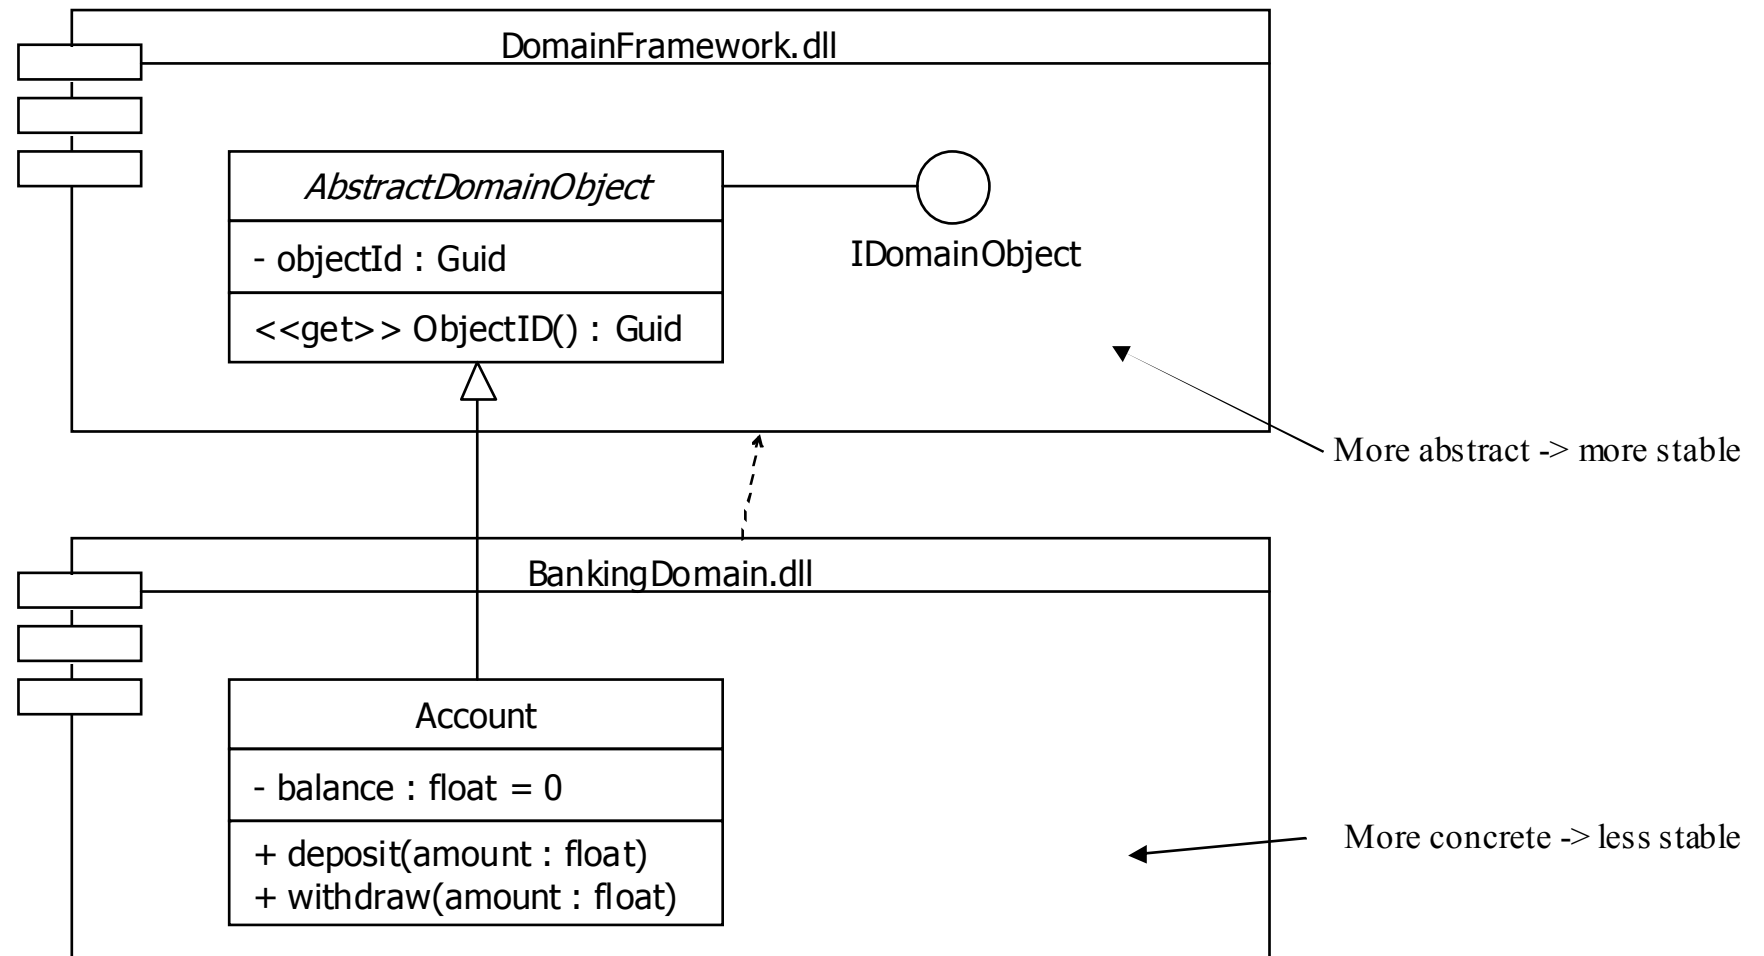 DomainFramework.dll
AbstractDomainObject
- objectId : Guid
<<get>> ObjectID() : Guid
IDomainObject
More abstract -> more stable
BankingDomain.dll
Account
- balance : float = 0
+ deposit(amount : float)
+ withdraw(amount : float)
More concrete -> less stable